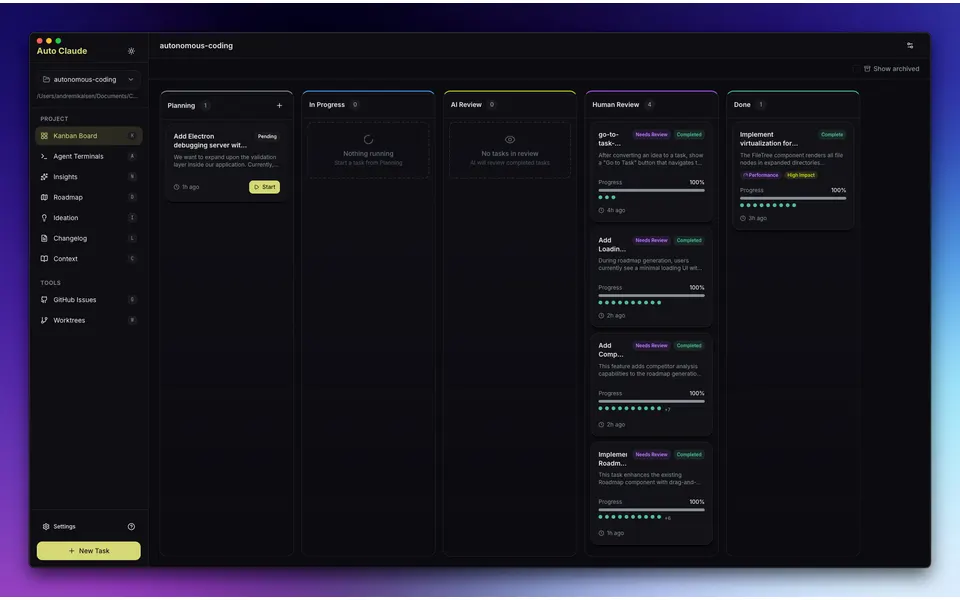 Auto Claude
autonomous-coding
/Users/andremikalsen/Documents/C...
PROJECT
Kanban Board K
Agent Terminals A
Insights N
Roadmap D
Ideation I
Changelog L
Context C
TOOLS
GitHub Issues G
Worktrees W
Settings
+ New Task
autonomous-coding
Show archived
Planning 1 +
Add Electron
debugging server wit...
Pending
We want to expand upon the validation
layer inside our application. Currently,...
1h ago
Start
In Progress 0
Nothing running
Start a task from Planning
AI Review 0
No tasks in review
AI will review completed tasks
Human Review 4
go-to-
task-...
Needs Review Completed
After converting an idea to a task, show
a "Go to Task" button that navigates t...
Progress 100%
4h ago
Add
Loadin...
Needs Review Completed
During roadmap generation, users
currently see a minimal loading UI wit...
Progress 100%
2h ago
Add
Comp...
Needs Review Completed
This feature adds competitor analysis
capabilities to the roadmap generatio...
Progress 100%
+7
2h ago
Implemen
Roadm...
Needs Review Completed
This task enhances the existing
Roadmap component with drag-and-...
Progress 100%
+6
1h ago
Done 1
Implement
virtualization for...
Complete
The FileTree component renders all file
nodes in expanded directories...
Performance High Impact
Progress 100%
3h ago